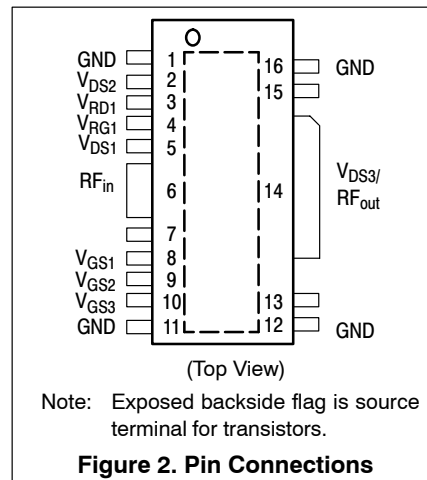 GND 1 16 GND
VDS2 2 15
VRD1 3
VRG1 4
VDS1 5
RFin 6 14 VDS3/
RFout
7
VGS1 8
VGS2 9
VGS3 10 13
GND 11 12 GND
(Top View)
Note: Exposed backside flag is source
terminal for transistors.
Figure 2. Pin Connections